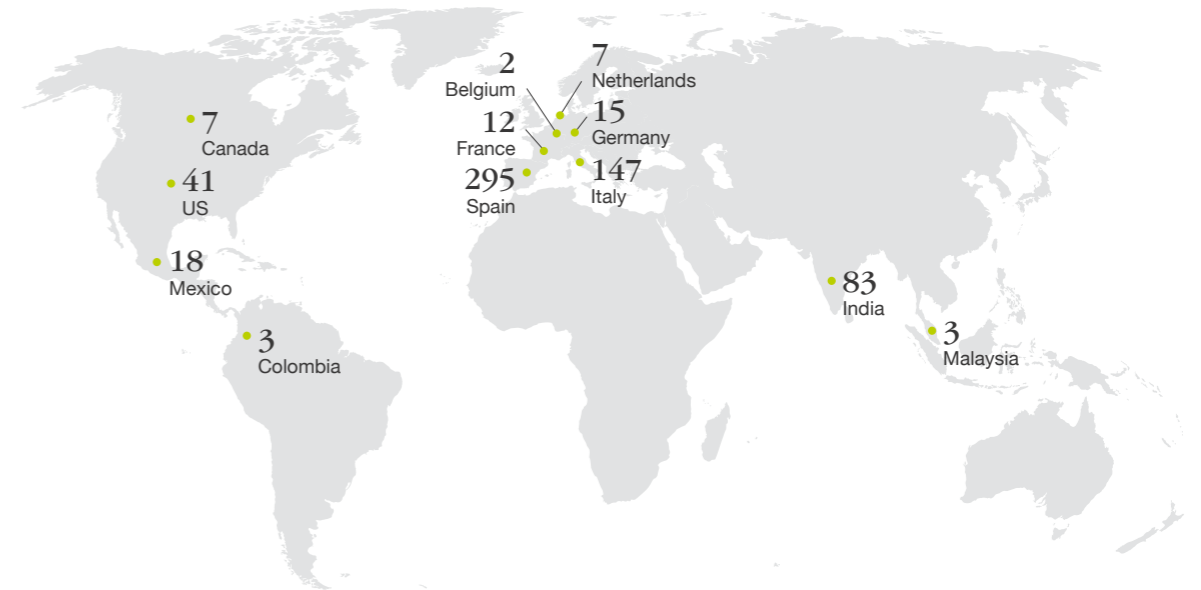 7
Canada
41
US
18
Mexico
3
Colombia
2
Belgium
7
Netherlands
12
France
15
Germany
295
Spain
147
Italy
83
India
3
Malaysia